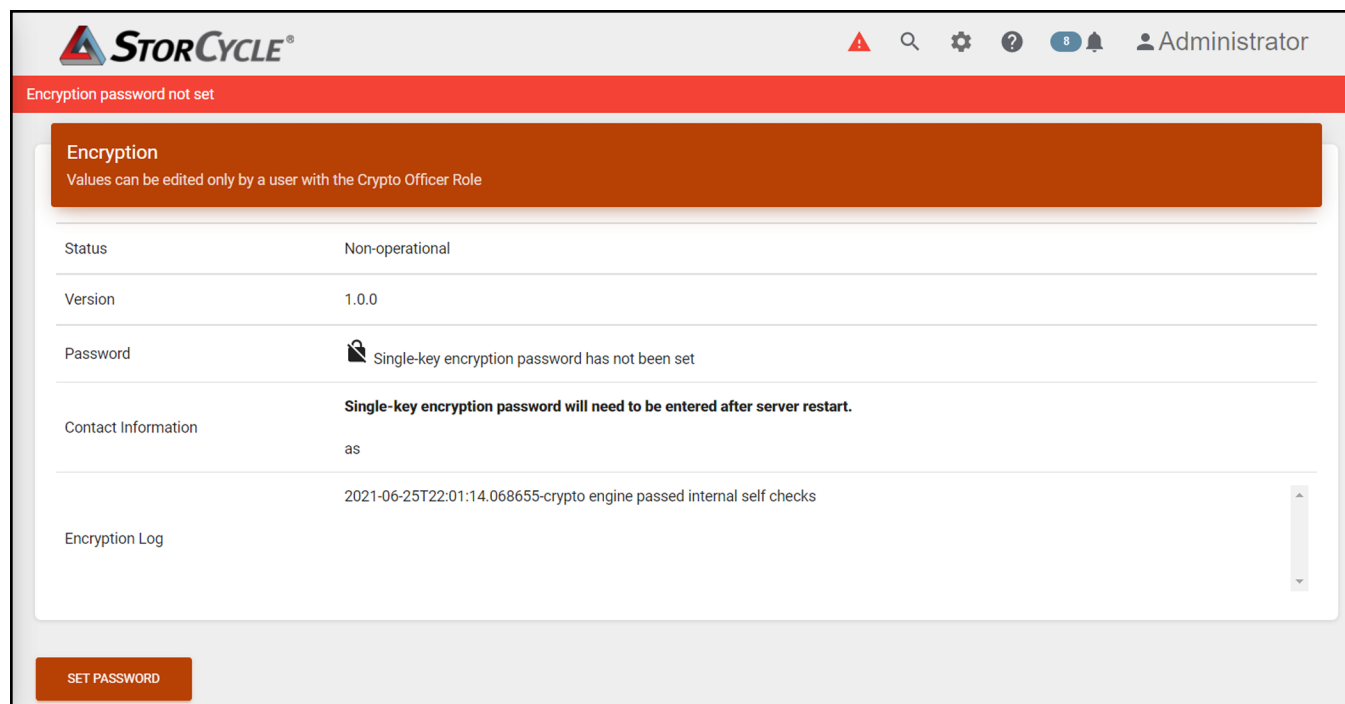 STORCYCLE®
8
Administrator
Encryption password not set
Encryption
Values can be edited only by a user with the Crypto Officer Role
Status Non-operational
Version 1.0.0
Password Single-key encryption password has not been set
Contact Information Single-key encryption password will need to be entered after server restart.
as
Encryption Log 2021-06-25T22:01:14.068655-crypto engine passed internal self checks
SET PASSWORD